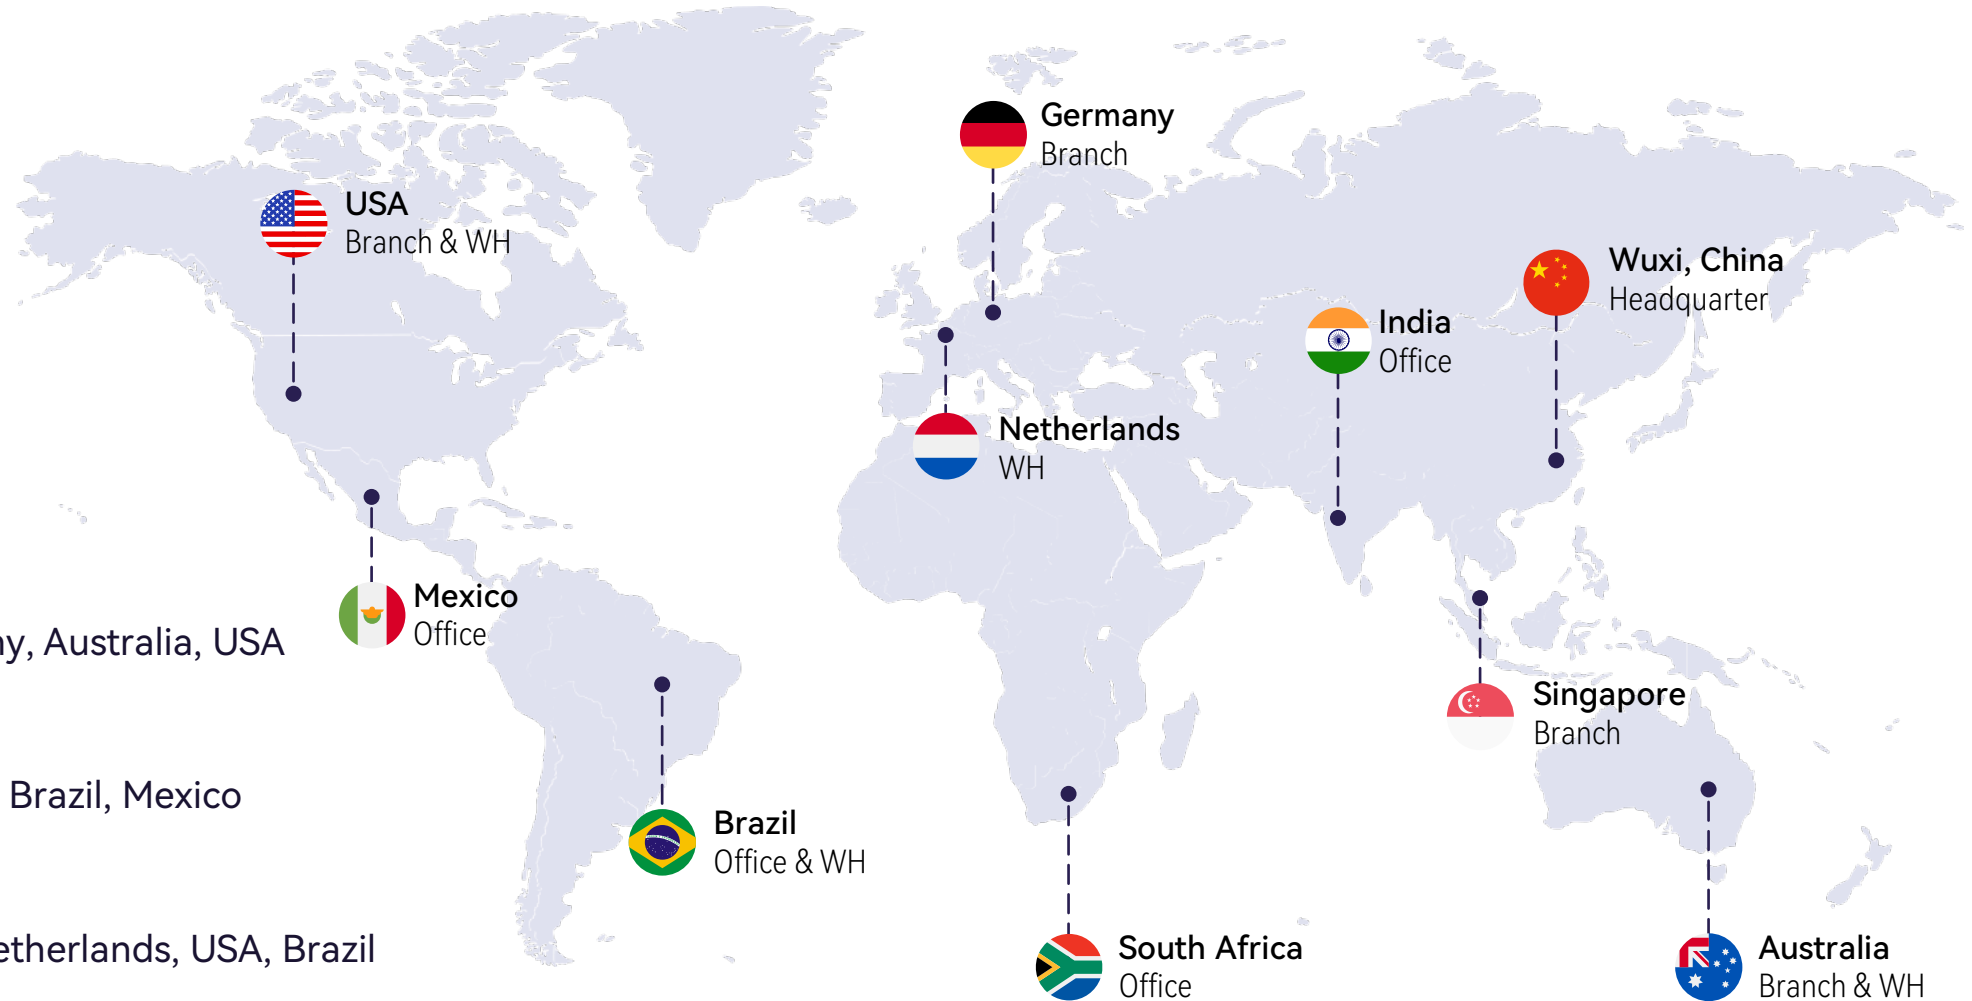 Germany
Branch
USA
Branch & WH
Wuxi, China
Headquarter
India
Office
Netherlands
WH
Mexico
Office
Australia, USA
Singapore
Branch
Brazil, Mexico
Brazil
Office & WH
South Africa
Office
Australia
Branch & WH
etherlands, USA, Brazil